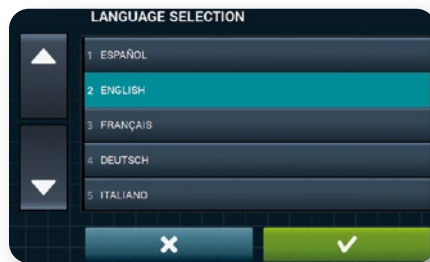 LANGUAGE SELECTION
1 ESPAÑOL
2 ENGLISH
3 FRANÇAIS
4 DEUTSCH
5 ITALIANO